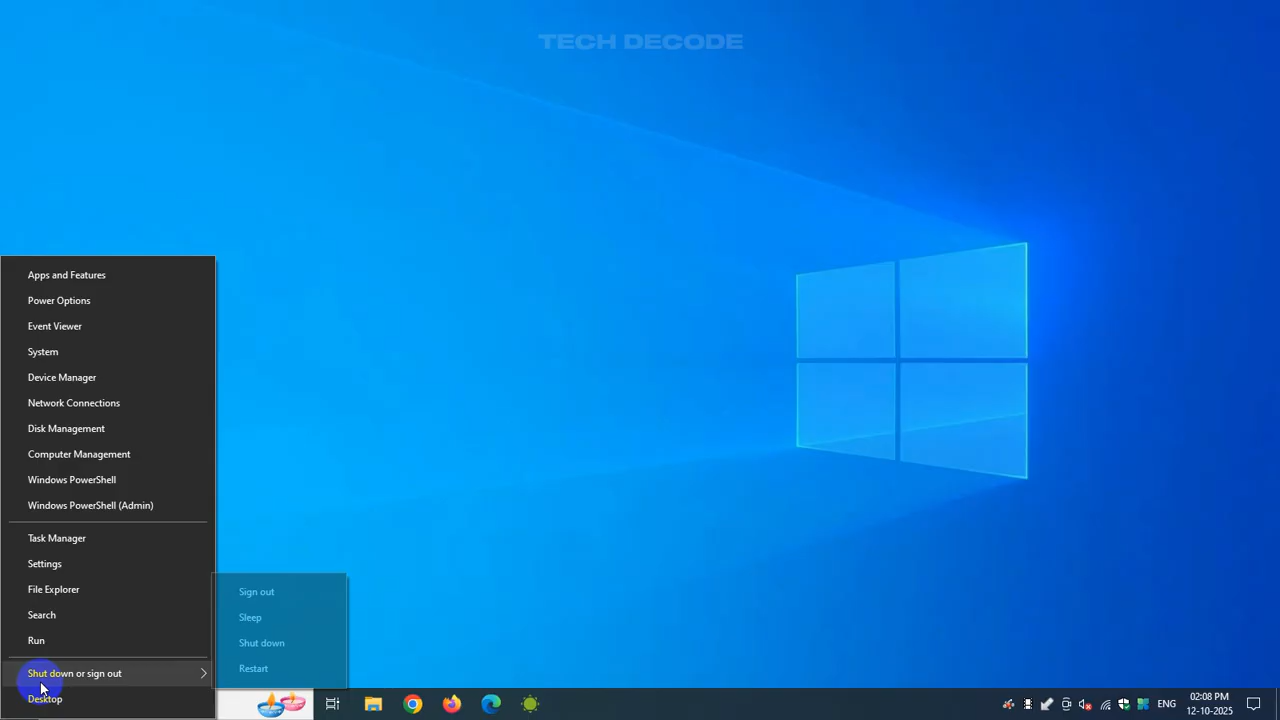 TECH DECODE
Apps and Features
Power Options
Event Viewer
System
Device Manager
Network Connections
Disk Management
Computer Management
Windows PowerShell
Windows PowerShell (Admin)
Task Manager
Settings
File Explorer
Search
Run
Shut down or sign out
Desktop
Sign out
Sleep
Shut down
Restart
ENG
02:08 PM
12-10-2025